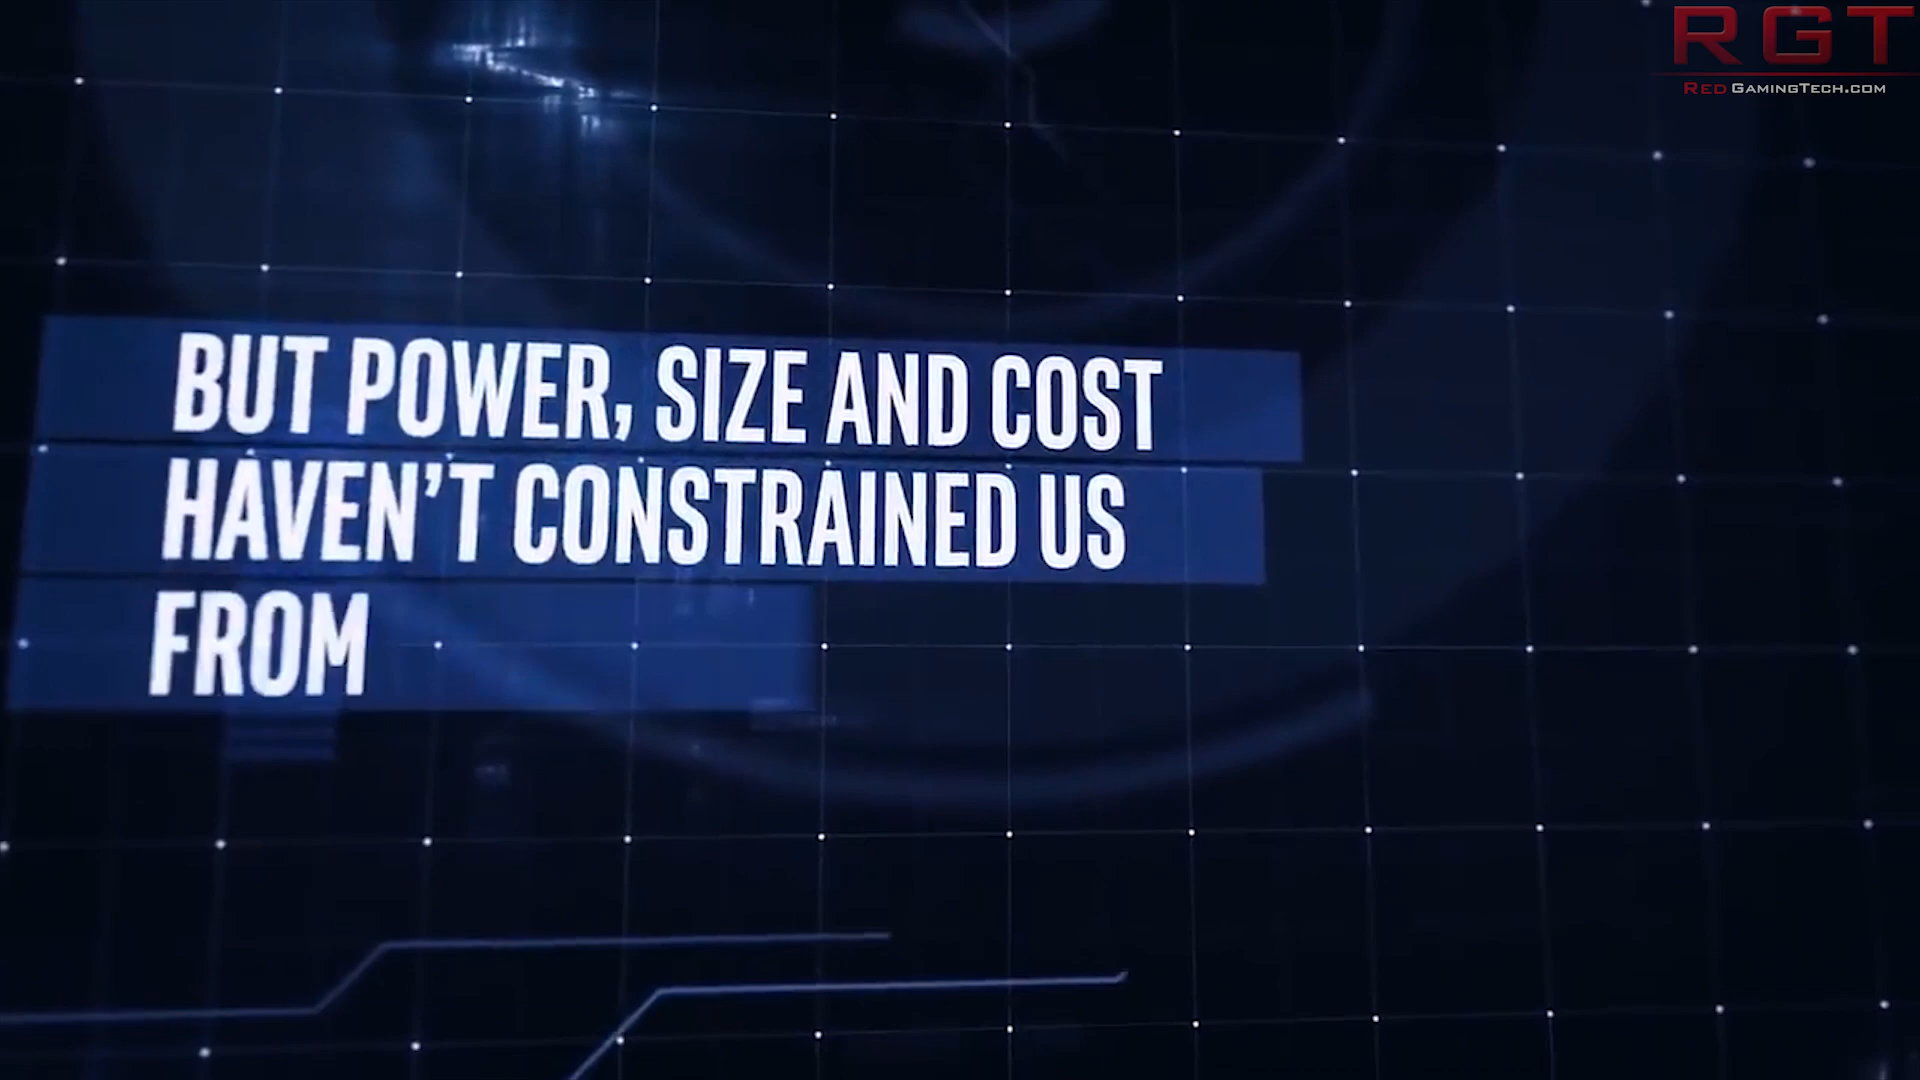 RGT
RED GAMINGTECH.COM
BUT POWER, SIZE AND COST
HAVEN'T CONSTRAINED US
FROM